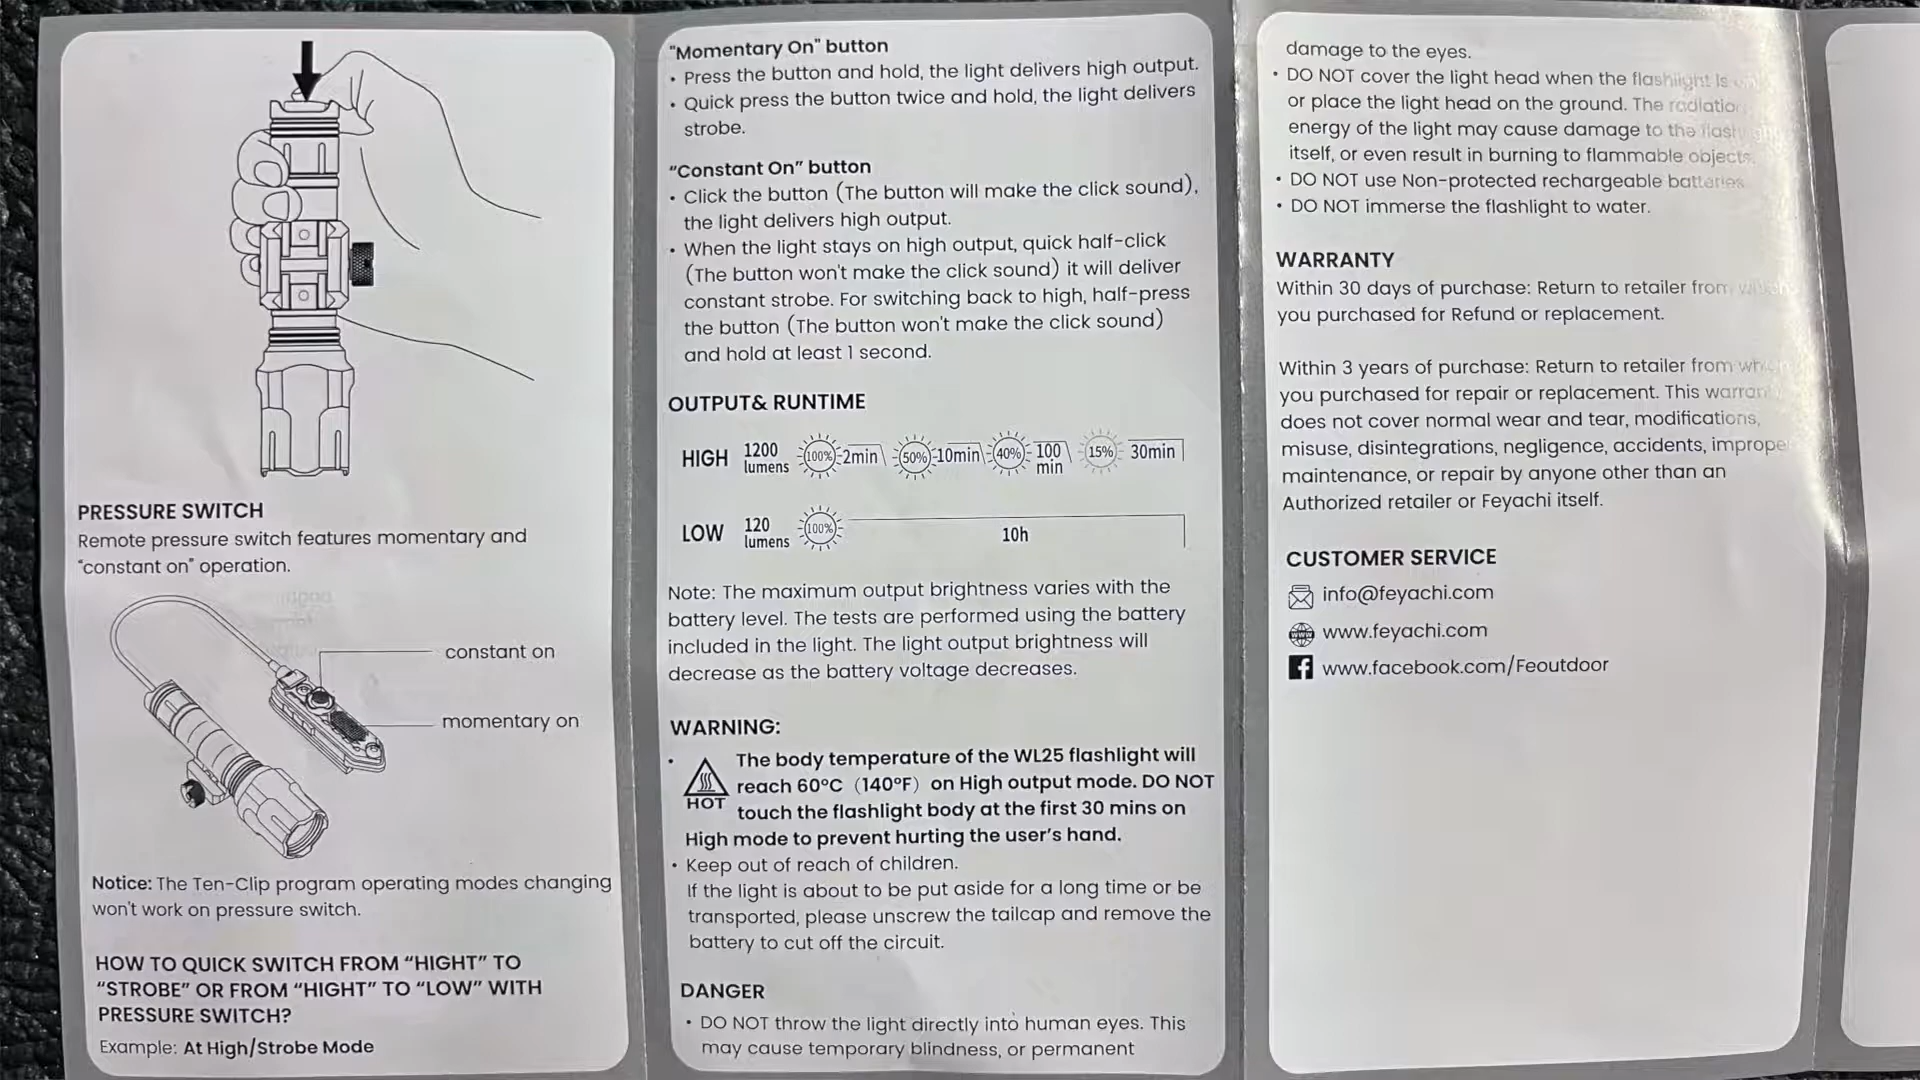 PRESSURE SWITCH
Remote pressure switch features momentary and
"constant on" operation.
constant on
momentary on
Notice: The Ten-Clip program operating modes changing
won't work on pressure switch.
HOW TO QUICK SWITCH FROM "HIGHT" TO
"STROBE" OR FROM "HIGHT" TO "LOW" WITH
PRESSURE SWITCH?
Example: At High/Strobe Mode
"Momentary On" button
• Press the button and hold, the light delivers high output.
• Quick press the button twice and hold, the light delivers
strobe.
"Constant On" button
• Click the button (The button will make the click sound),
the light delivers high output.
• When the light stays on high output, quick half-click
(The button won't make the click sound) it will deliver
constant strobe. For switching back to high, half-press
the button (The button won't make the click sound)
and hold at least 1 second.
OUTPUT& RUNTIME
HIGH 1200 lumens 100% 2min 50% 10min 40% 100 min 15% 30min
LOW 120 lumens 100% 10h
Note: The maximum output brightness varies with the
battery level. The tests are performed using the battery
included in the light. The light output brightness will
decrease as the battery voltage decreases.
WARNING:
• The body temperature of the WL25 flashlight will
reach 60°C (140°F) on High output mode. DO NOT
HOT touch the flashlight body at the first 30 mins on
High mode to prevent hurting the user's hand.
• Keep out of reach of children.
If the light is about to be put aside for a long time or be
transported, please unscrew the tailcap and remove the
battery to cut off the circuit.
DANGER
• DO NOT throw the light directly into human eyes. This
may cause temporary blindness, or permanent
damage to the eyes.
• DO NOT cover the light head when the flashlight is
or place the light head on the ground. The radiation
energy of the light may cause damage to the
itself, or even result in burning to flammable objects.
• DO NOT use Non-protected rechargeable batteries
• DO NOT immerse the flashlight to water.
WARRANTY
Within 30 days of purchase: Return to retailer from
you purchased for Refund or replacement.
Within 3 years of purchase: Return to retailer from
you purchased for repair or replacement. This
does not cover normal wear and tear, modifications,
misuse, disintegrations, negligence, accidents, imprope
maintenance, or repair by anyone other than an
Authorized retailer or Feyachi itself.
CUSTOMER SERVICE
info@feyachi.com
www www.feyachi.com
www.facebook.com/Feoutdoor